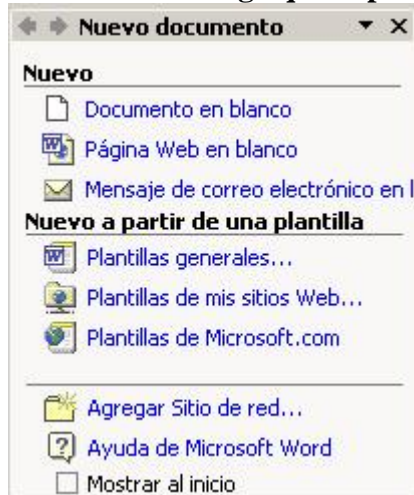 Nuevo documento
Nuevo
Documento en blanco
Página Web en blanco
Mensaje de correo electrónico en l
Nuevo a partir de una plantilla
Plantillas generales...
Plantillas de mis sitios Web...
Plantillas de Microsoft.com
Agregar Sitio de red...
Ayuda de Microsoft Word
Mostrar al inicio